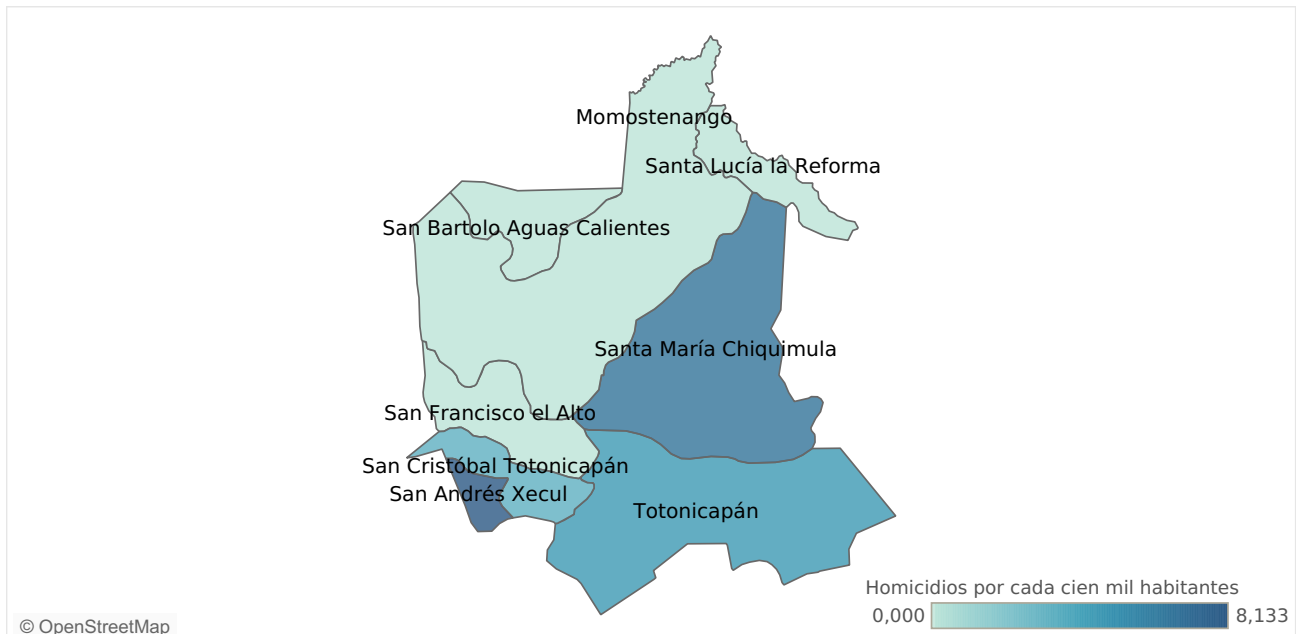 Momostenango
Santa Lucía la Reforma
San Bartolo Aguas Calientes
Santa María Chiquimula
San Francisco el Alto
San Cristóbal Totonicapán
San Andrés Xecul
Totonicapán
Homicidios por cada cien mil habitantes
0,000 8,133
© OpenStreetMap